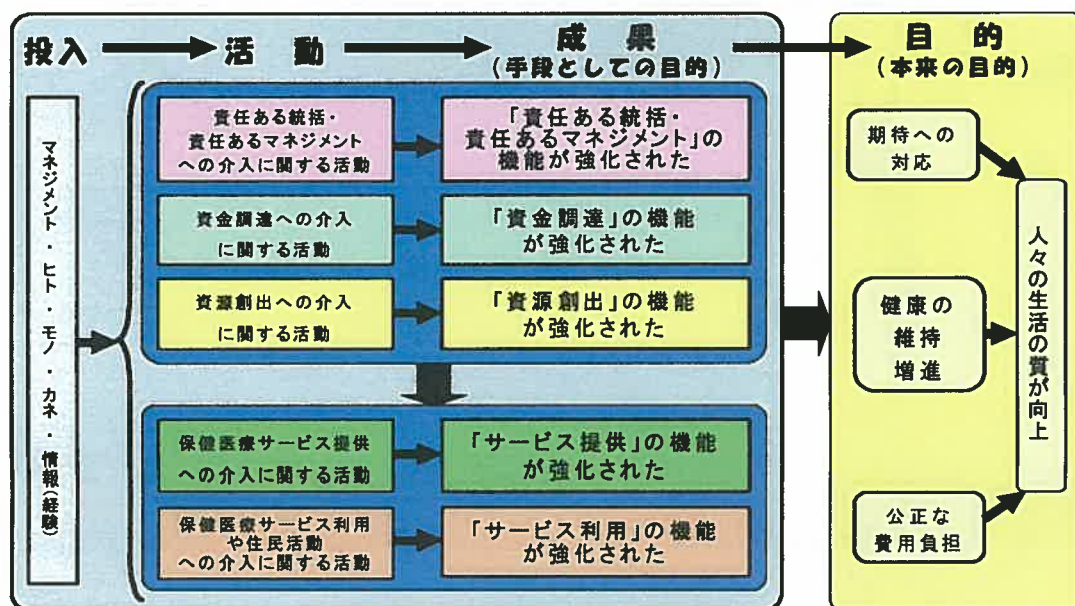 投入
活動
成果
(手段としての目的)
目的
(本来の目的)
マネジメント・ヒト・モノ・カネ・情報(経験)
責任ある統括・
責任あるマネジメント
への介入に関する活動
「責任ある統括・
責任あるマネジメント」の
機能が強化された
資金調達への介入
に関する活動
「資金調達」の機能
が強化された
資源創出への介入
に関する活動
「資源創出」の機能
が強化された
保健医療サービス提供
への介入に関する活動
「サービス提供」の機能
が強化された
保健医療サービス利用
や住民活動
への介入に関する活動
「サービス利用」の機能
が強化された
期待への
対応
健康の
維持
増進
公正な
費用負担
人々の生活の質が向上